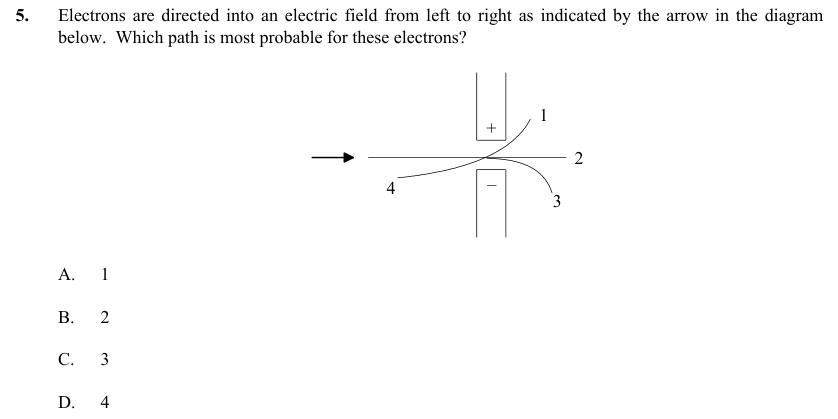 5. Electrons are directed into an electric field from left to right as indicated by the arrow in the diagram
below. Which path is most probable for these electrons?
1
+
2
4
–
3
A. 1
B. 2
C. 3
D. 4